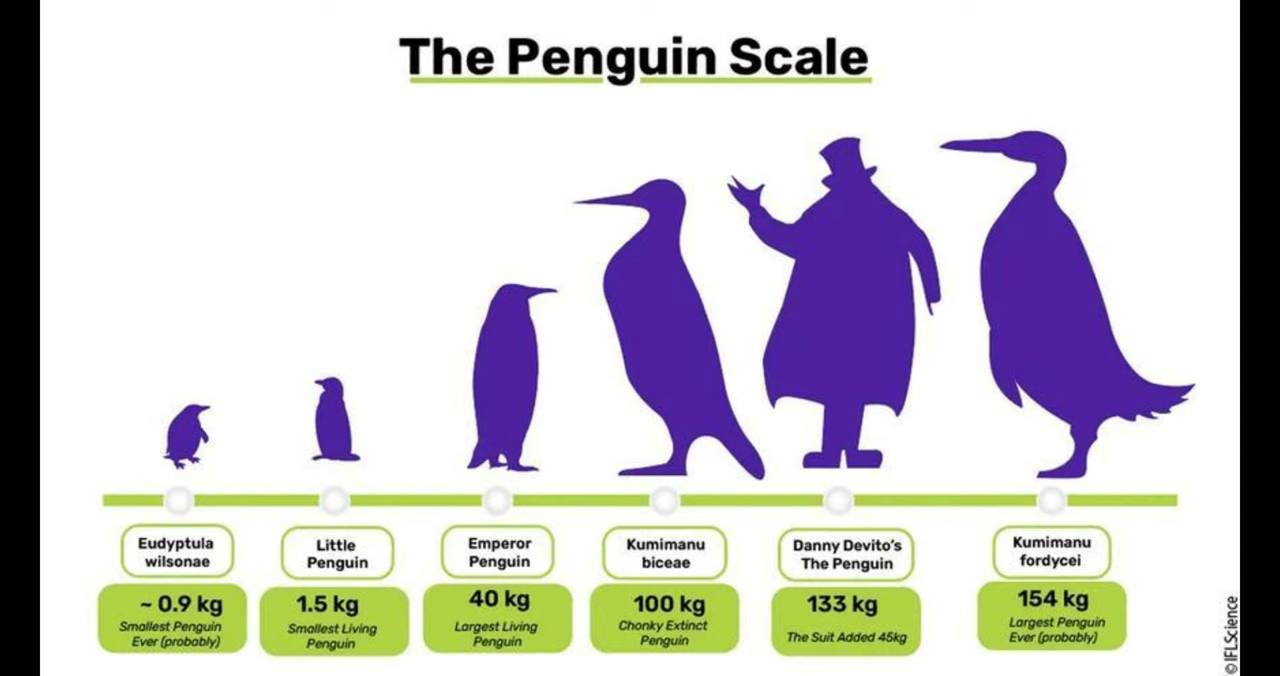 The Penguin Scale
Eudyptula
wilsonae
~ 0.9 kg
Smallest Penguin
Ever (probably)
Little
Penguin
1.5 kg
Smallest Living
Penguin
Emperor
Penguin
40 kg
Largest Living
Penguin
Kumimanu
biceae
100 kg
Chonky Extinct
Penguin
Danny Devito's
The Penguin
133 kg
The Suit Added 45kg
Kumimanu
fordycei
154 kg
Largest Penguin
Ever (probably)
©IFLScience